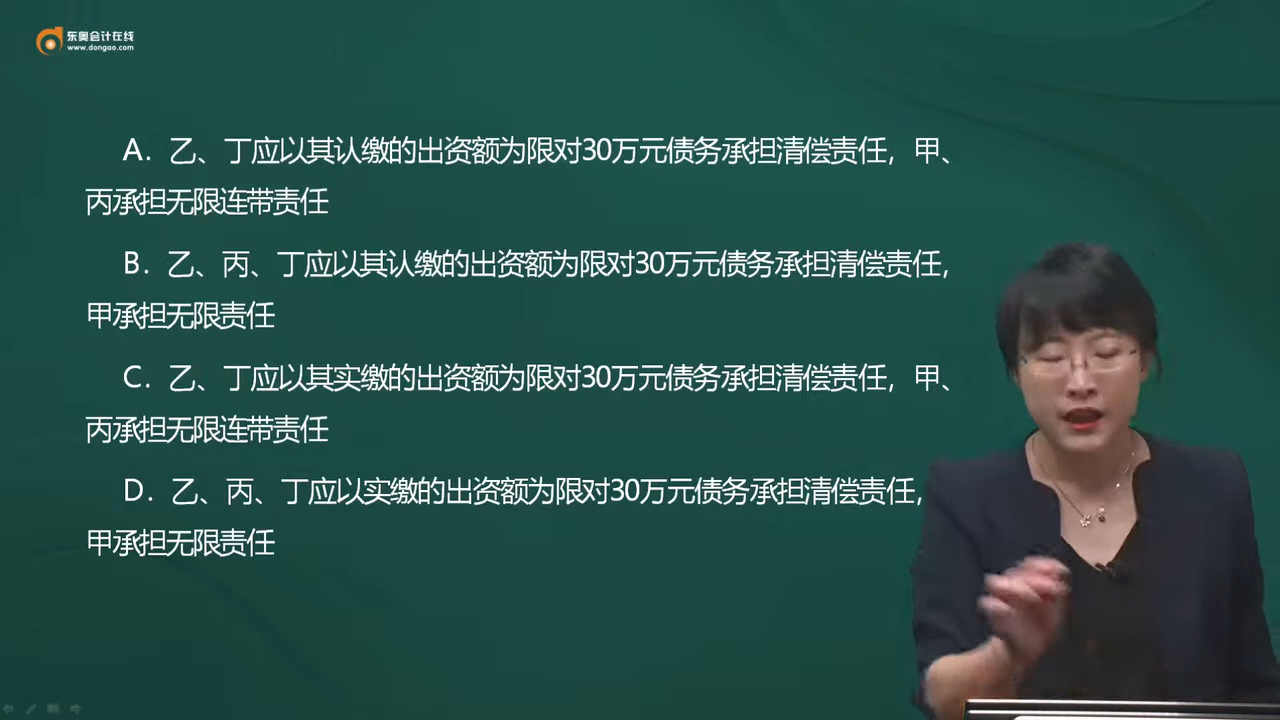 东奥会计在线
www.dongao.com
A. 乙、丁应以其认缴的出资额为限对30万元债务承担清偿责任，甲、
丙承担无限连带责任
B. 乙、丙、丁应以其认缴的出资额为限对30万元债务承担清偿责任，
甲承担无限责任
C. 乙、丁应以其实缴的出资额为限对30万元债务承担清偿责任，甲、
丙承担无限连带责任
D. 乙、丙、丁应以实缴的出资额为限对30万元债务承担清偿责任，
甲承担无限责任